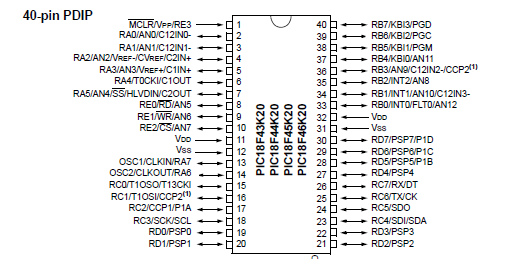 40-pin PDIP
MCLR/VPP/RE3 1
RA0/AN0/C12IN0- 2
RA1/AN1/C12IN1- 3
RA2/AN2/VREF-/CVREF/C2IN+ 4
RA3/AN3/VREF+/C1IN+ 5
RA4/T0CKI/C1OUT 6
RA5/AN4/SS/HLVDIN/C2OUT 7
RE0/RD/AN5 8
RE1/WR/AN6 9
RE2/CS/AN7 10
VDD 11
VSS 12
OSC1/CLKIN/RA7 13
OSC2/CLKOUT/RA6 14
RC0/T1OSO/T13CKI 15
RC1/T1OSI/CCP2(1) 16
RC2/CCP1/P1A 17
RC3/SCK/SCL 18
RD0/PSP0 19
RD1/PSP1 20
PIC18F43K20
PIC18F44K20
PIC18F45K20
PIC18F46K20
40 RB7/KBI3/PGD
39 RB6/KBI2/PGC
38 RB5/KBI1/PGM
37 RB4/KBI0/AN11
36 RB3/AN9/C12IN2-/CCP2(1)
35 RB2/INT2/AN8
34 RB1/INT1/AN10/C12IN3-
33 RB0/INT0/FLT0/AN12
32 VDD
31 VSS
30 RD7/PSP7/P1D
29 RD6/PSP6/P1C
28 RD5/PSP5/P1B
27 RD4/PSP4
26 RC7/RX/DT
25 RC6/TX/CK
24 RC5/SDO
23 RC4/SDI/SDA
22 RD3/PSP3
21 RD2/PSP2